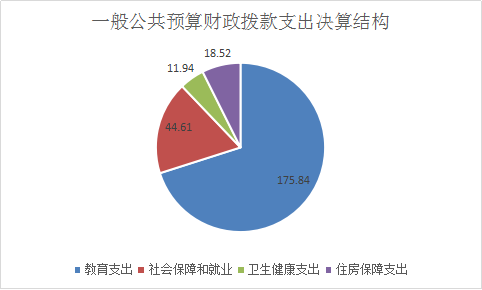 一般公共预算财政拨款支出决算结构
18.52
11.94
44.61
175.84
教育支出 社会保障和就业 卫生健康支出 住房保障支出